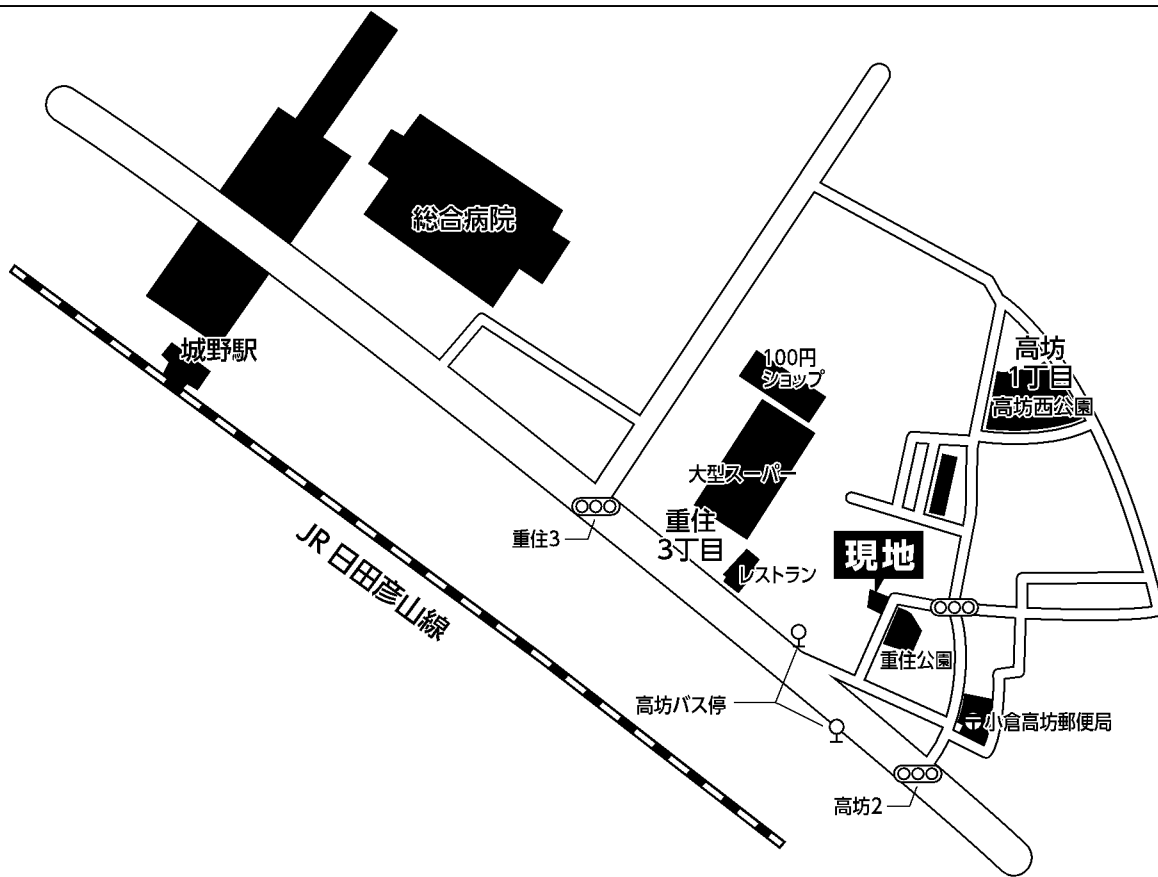 総合病院
城野駅
100円
ショップ
高坊
1丁目
高坊西公園
大型スーパー
重住3
重住
3丁目
現地
レストラン
JR 日田彦山線
重住公園
高坊バス停
〒小倉高坊郵便局
高坊2